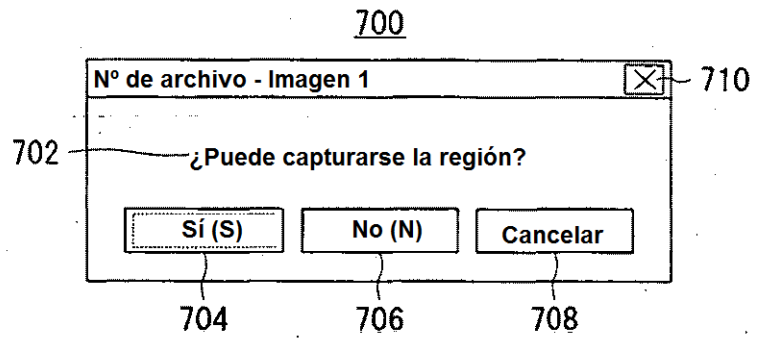 700
Nº de archivo - Imagen 1
710
702
¿Puede capturarse la región?
Sí (S) No (N) Cancelar
704 706 708